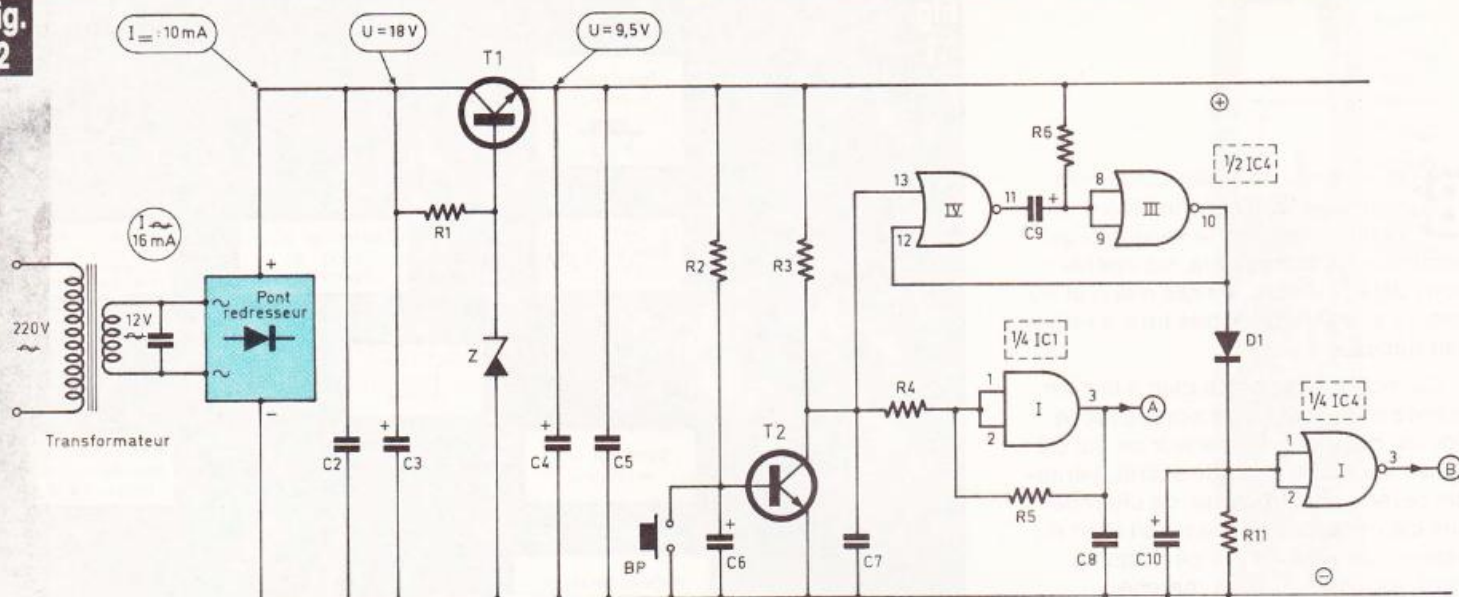 ig.
2
I = : 10 mA
U = 18 V
U = 9,5 V
T1
+
R6
1/2 IC4
13
12
IV
11
+
C9
8
9
III
10
I ~
16 mA
R1
R2
R3
220V
~
12V
~
+
Pont
redresseur
~
~
-
Z
D1
1/4 IC1
1/4 IC4
R4
1
2
I
3
A
Transformateur
T2
1
2
I
3
B
C2
+
C3
+
C4
C5
BP
+
C6
C7
R5
C8
+
C10
R11
-